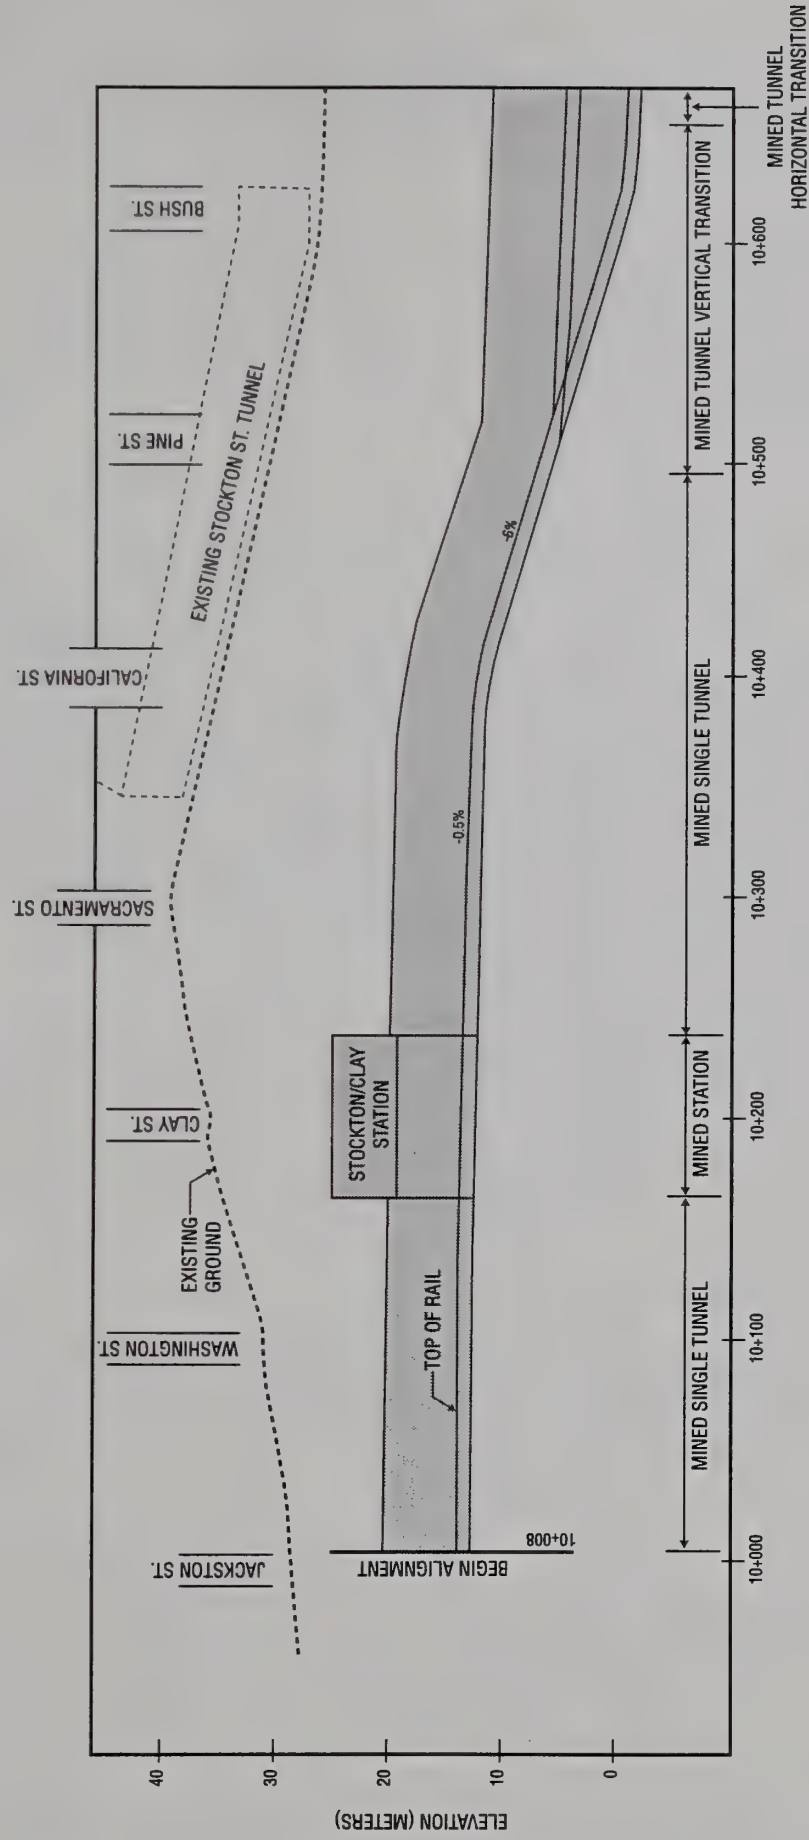 ELEVATION (METERS)
40
30
20
10
0
JACKSTON ST.
WASHINGTON ST.
CLAY ST.
SACRAMENTO ST.
CALIFORNIA ST.
PINE ST.
BUSH ST.
EXISTING
GROUND
EXISTING STOCKTON ST. TUNNEL
STOCKTON/CLAY
STATION
TOP OF RAIL
-0.5%
-6%
BEGIN ALIGNMENT
10+008
MINED SINGLE TUNNEL
MINED STATION
MINED SINGLE TUNNEL
MINED TUNNEL VERTICAL TRANSITION
MINED TUNNEL
HORIZONTAL TRANSITION
10+000
10+100
10+200
10+300
10+400
10+500
10+600